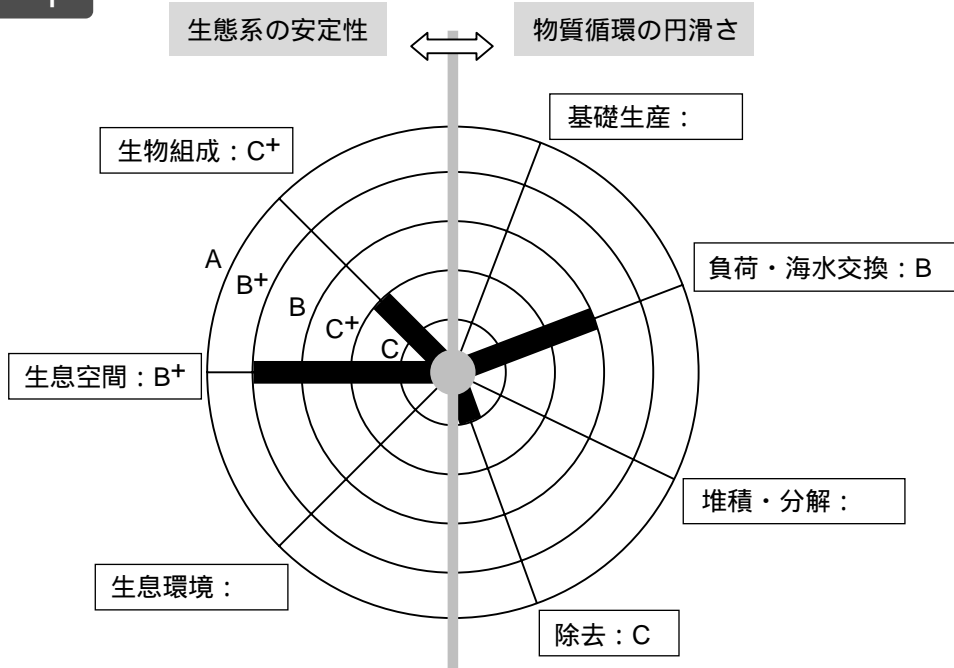 生態系の安定性
物質循環の円滑さ
基礎生産：
生物組成：C+
負荷・海水交換：B
A
B+
B
C+
C
生息空間：B+
堆積・分解：
生息環境：
除去：C